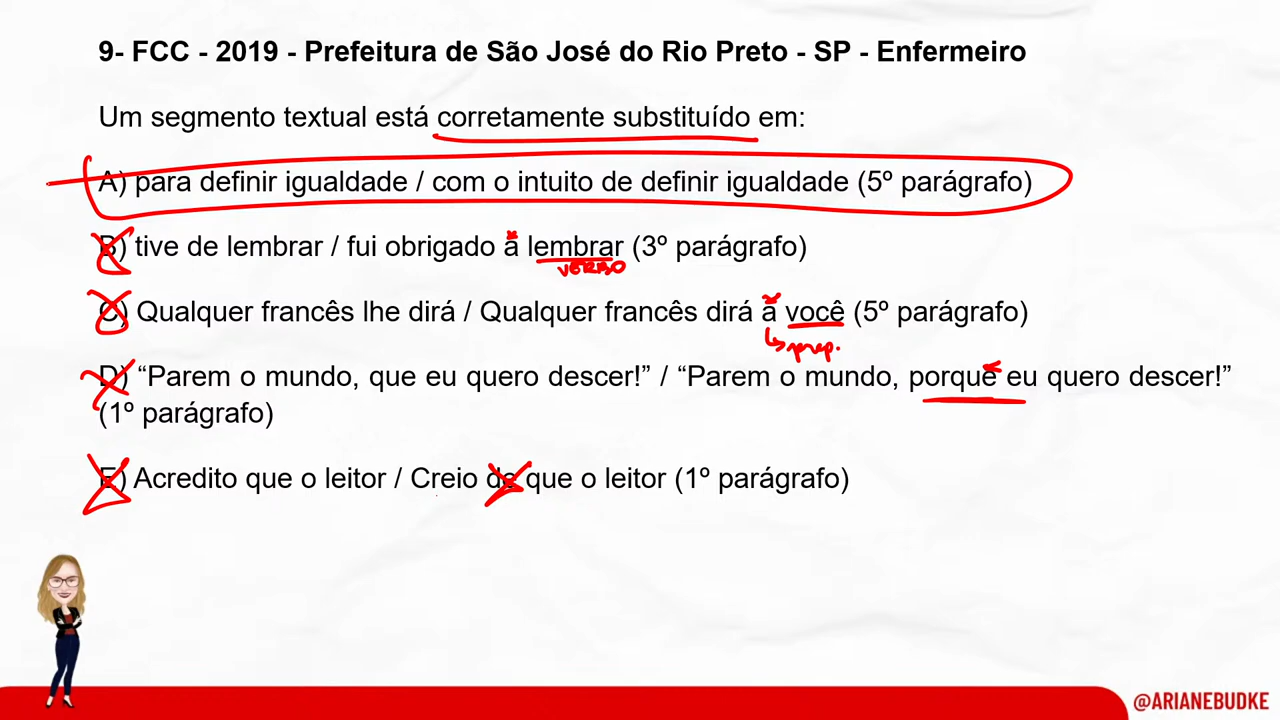 9- FCC - 2019 - Prefeitura de São José do Rio Preto - SP - Enfermeiro
Um segmento textual está corretamente substituído em:
A) para definir igualdade / com o intuito de definir igualdade (5º parágrafo)
B) tive de lembrar / fui obrigado à lembrar (3º parágrafo)
VERBO
C) Qualquer francês lhe dirá / Qualquer francês dirá à você (5º parágrafo)
prep.
D) “Parem o mundo, que eu quero descer!” / “Parem o mundo, porquê eu quero descer!”
(1º parágrafo)
E) Acredito que o leitor / Creio de que o leitor (1º parágrafo)
@ARIANEBUDKE